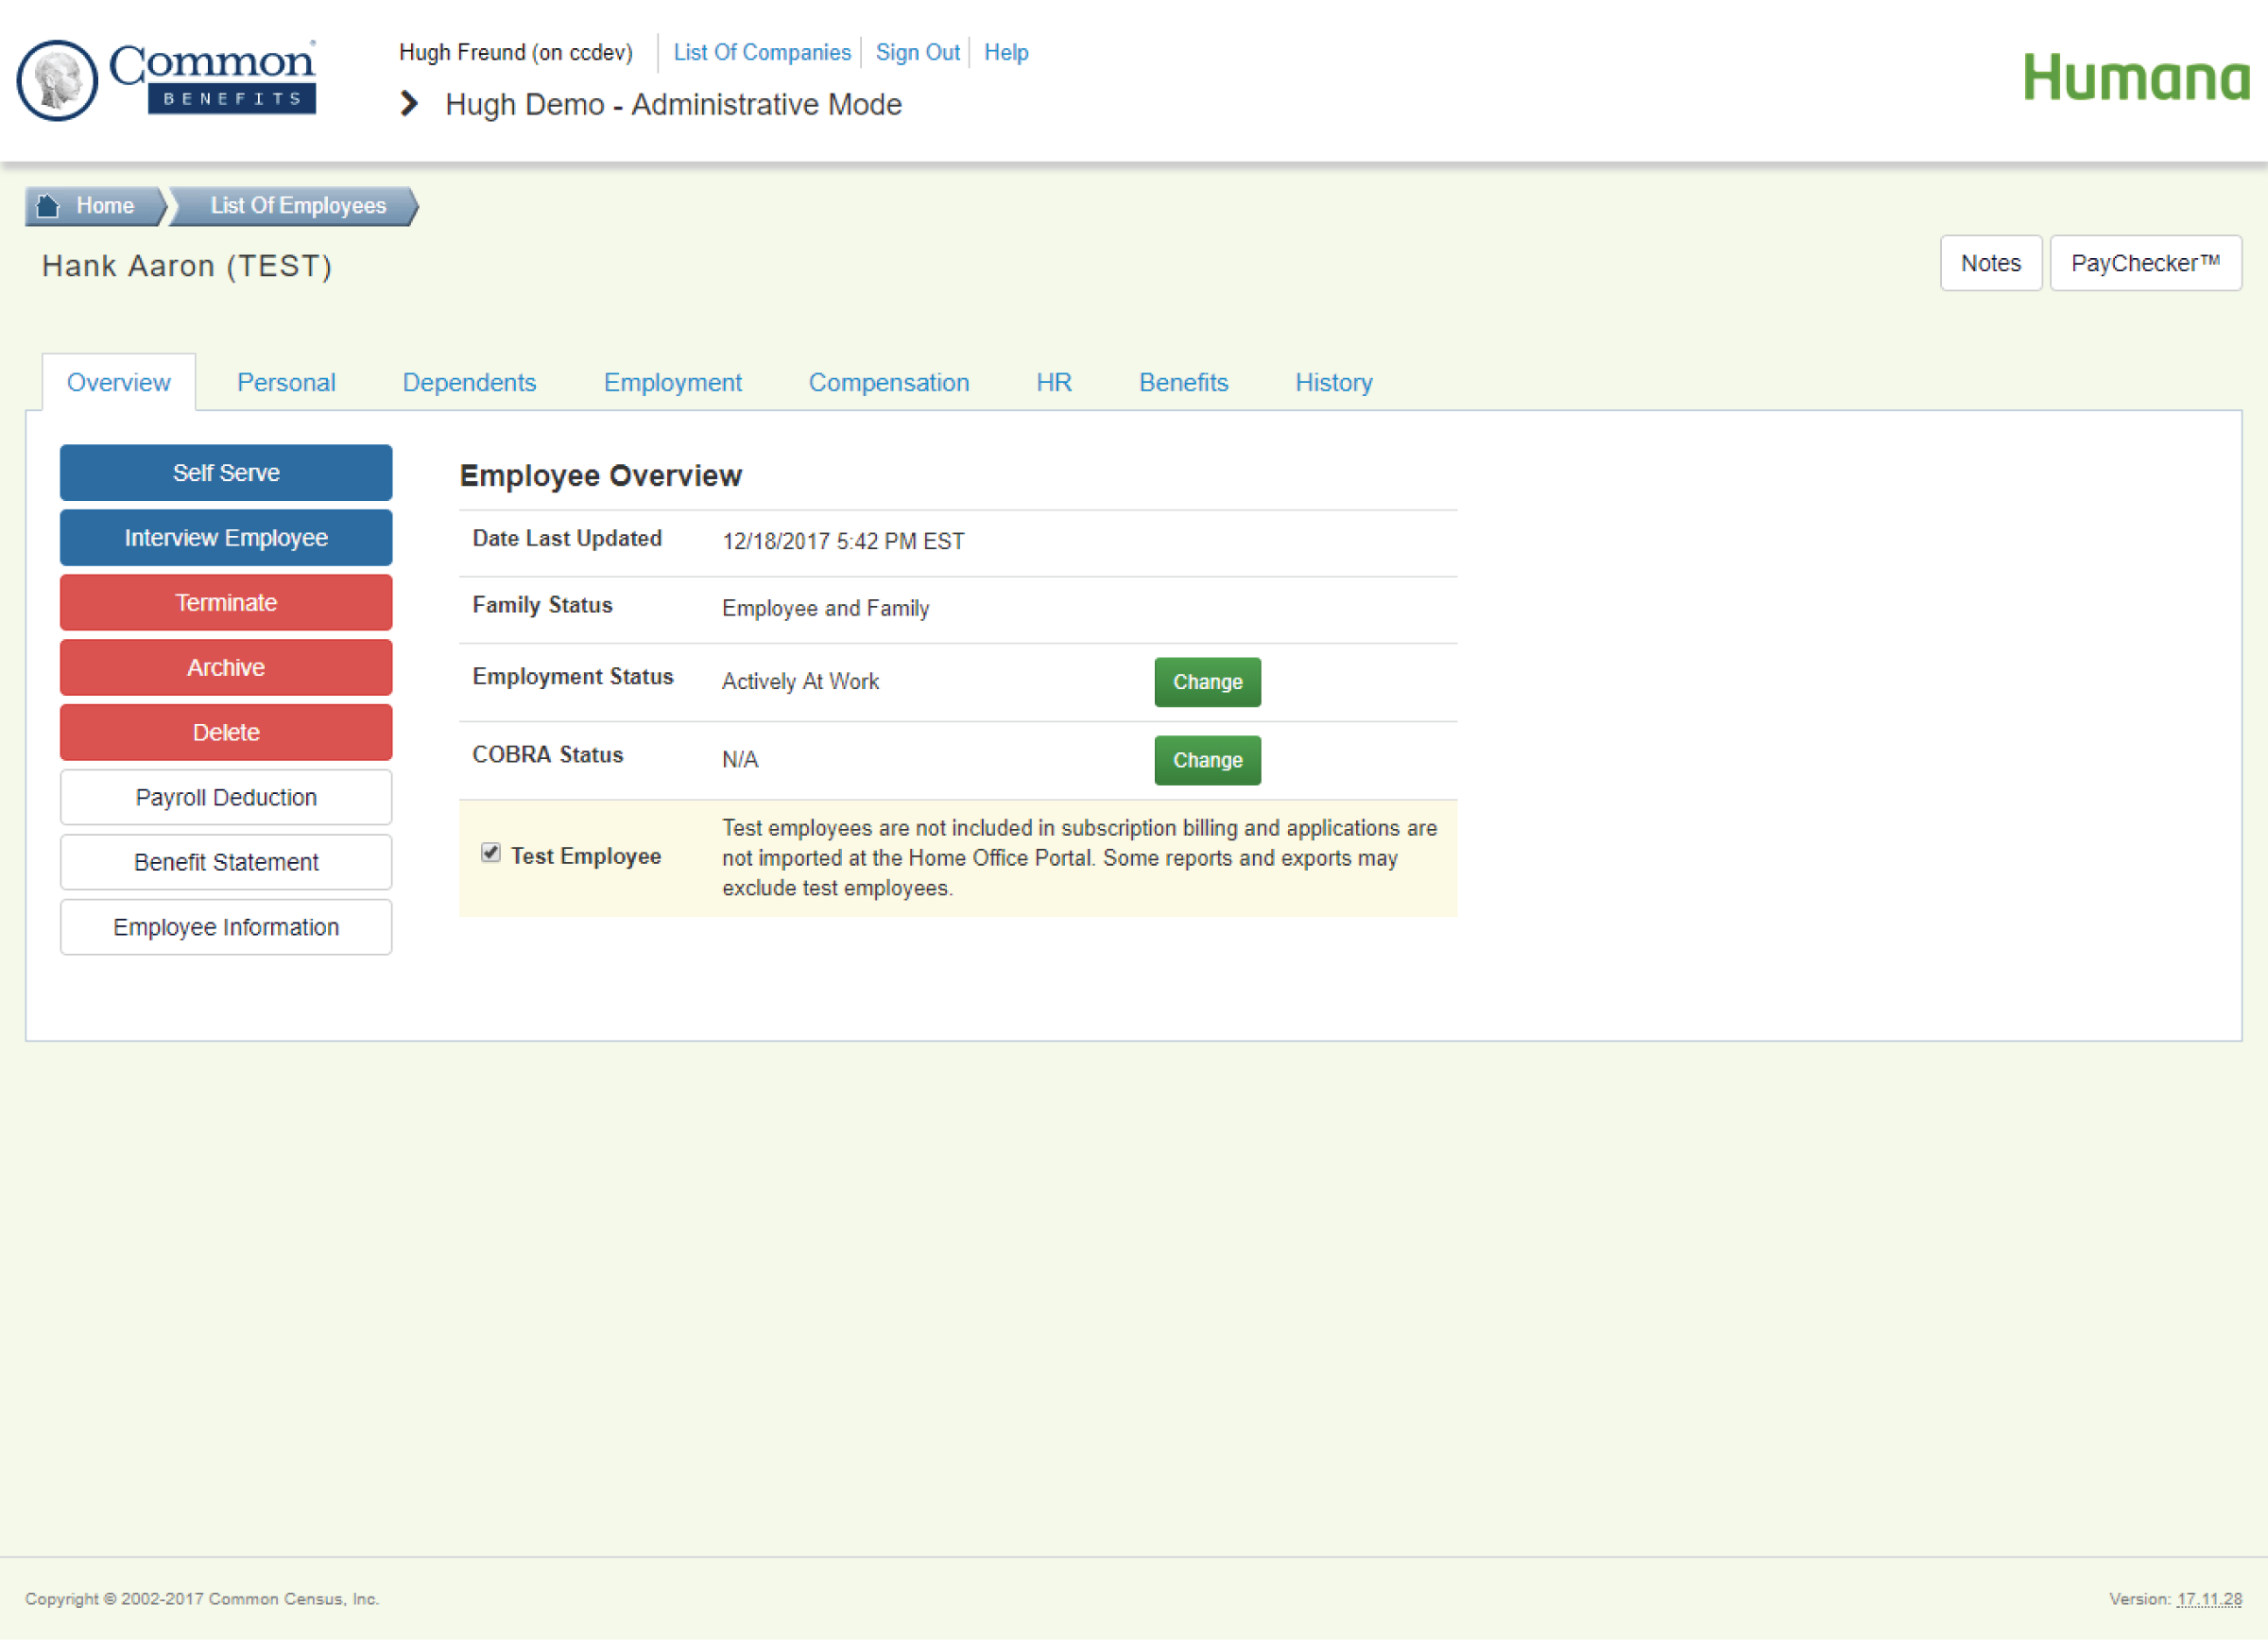 Common®
BENEFITS
Hugh Freund (on ccdev) List Of Companies Sign Out Help
Hugh Demo - Administrative Mode
Humana
Home List Of Employees
Hank Aaron (TEST)
Notes PayChecker™
Overview Personal Dependents Employment Compensation HR Benefits History
Self Serve
Interview Employee
Terminate
Archive
Delete
Payroll Deduction
Benefit Statement
Employee Information
Employee Overview
Date Last Updated 12/18/2017 5:42 PM EST
Family Status Employee and Family
Employment Status Actively At Work Change
COBRA Status N/A Change
Test Employee
Test employees are not included in subscription billing and applications are
not imported at the Home Office Portal. Some reports and exports may
exclude test employees.
Copyright © 2002-2017 Common Census, Inc.
Version: 17.11.28